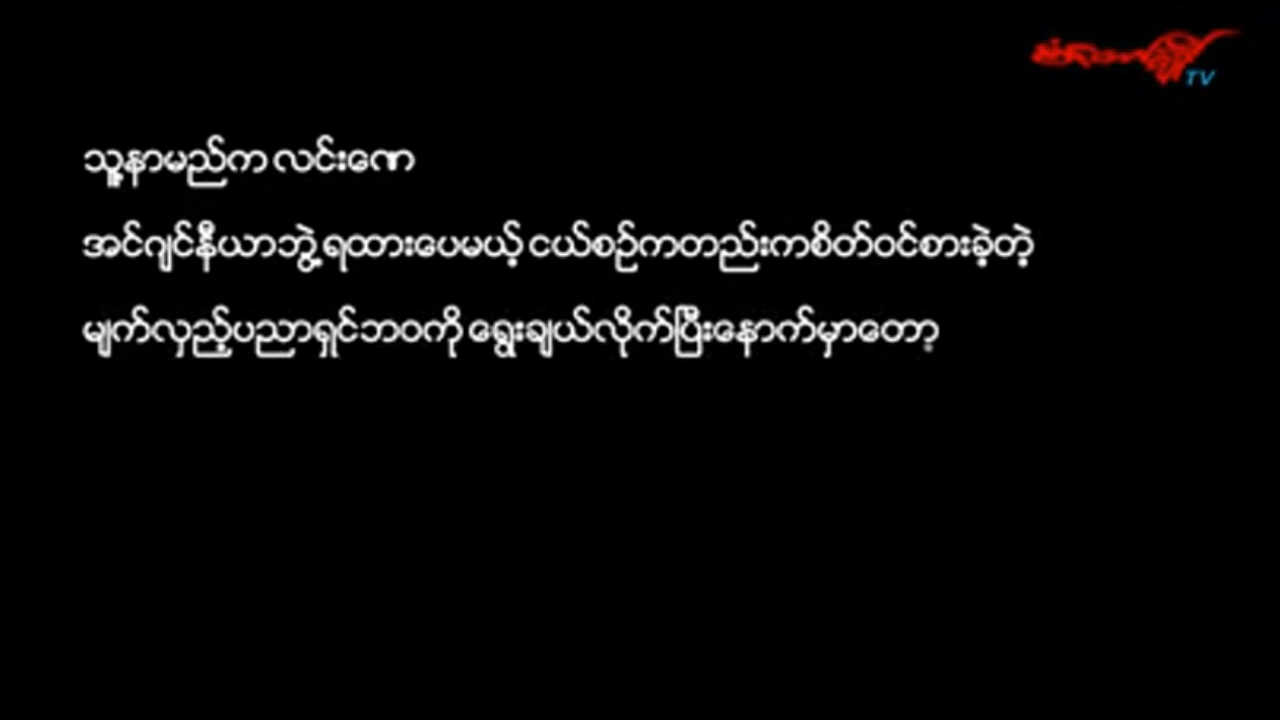 TV
သူ့နာမည်က လင်းဏေ
အင်ဂျင်နီယာဘွဲ့ ရထားပေမယ့် ငယ်စဉ်ကတည်းကစိတ်ဝင်စားခဲ့တဲ့
မျက်လှည့်ပညာရှင်ဘဝကို ရွေးချယ်လိုက်ပြီးနောက်မှာတော့